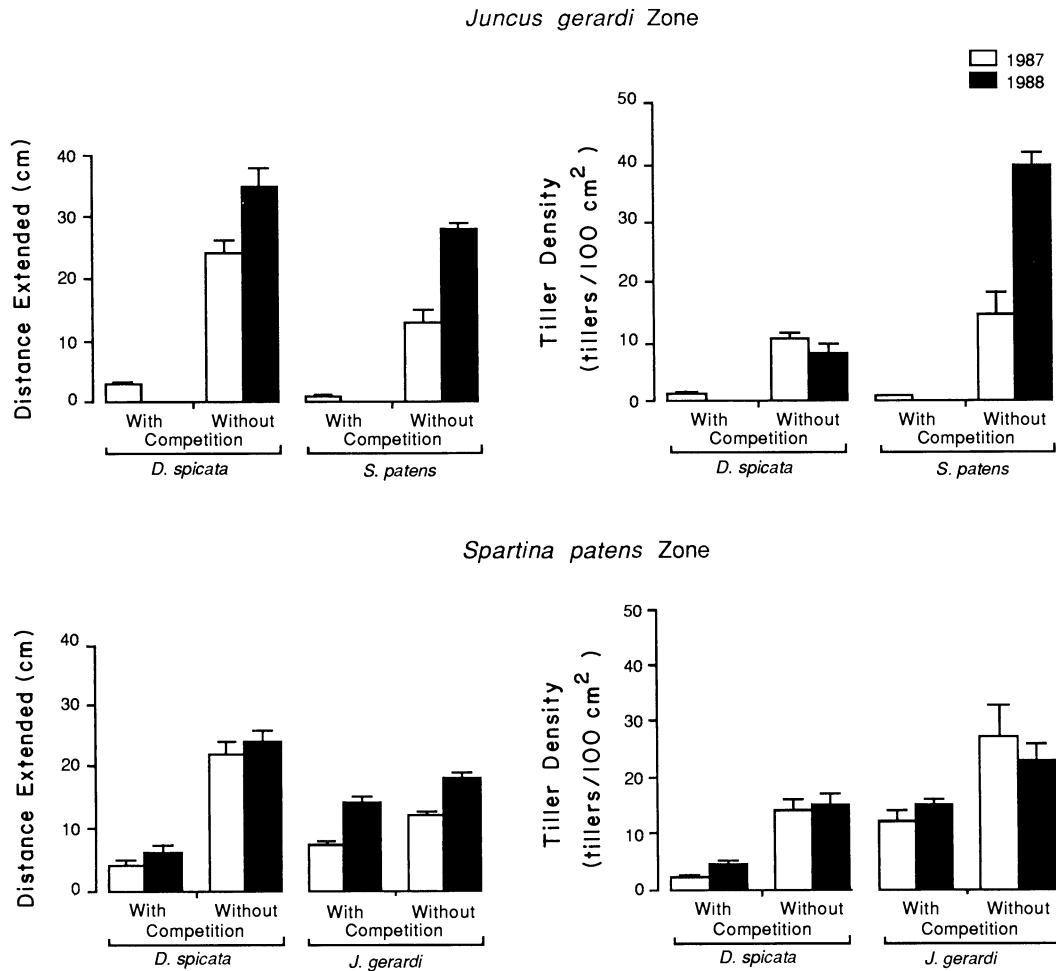 Juncus gerardi Zone
1987
1988
Distance Extended (cm)
40
30
20
10
0
With Without With Without
Competition Competition
D. spicata S. patens
Tiller Density
(tillers/100 cm²)
50
40
30
20
10
0
With Without With Without
Competition Competition
D. spicata S. patens
Spartina patens Zone
Distance Extended (cm)
40
30
20
10
0
With Without With Without
Competition Competition
D. spicata J. gerardi
Tiller Density
(tillers/100 cm²)
50
40
30
20
10
0
With Without With Without
Competition Competition
D. spicata J. gerardi